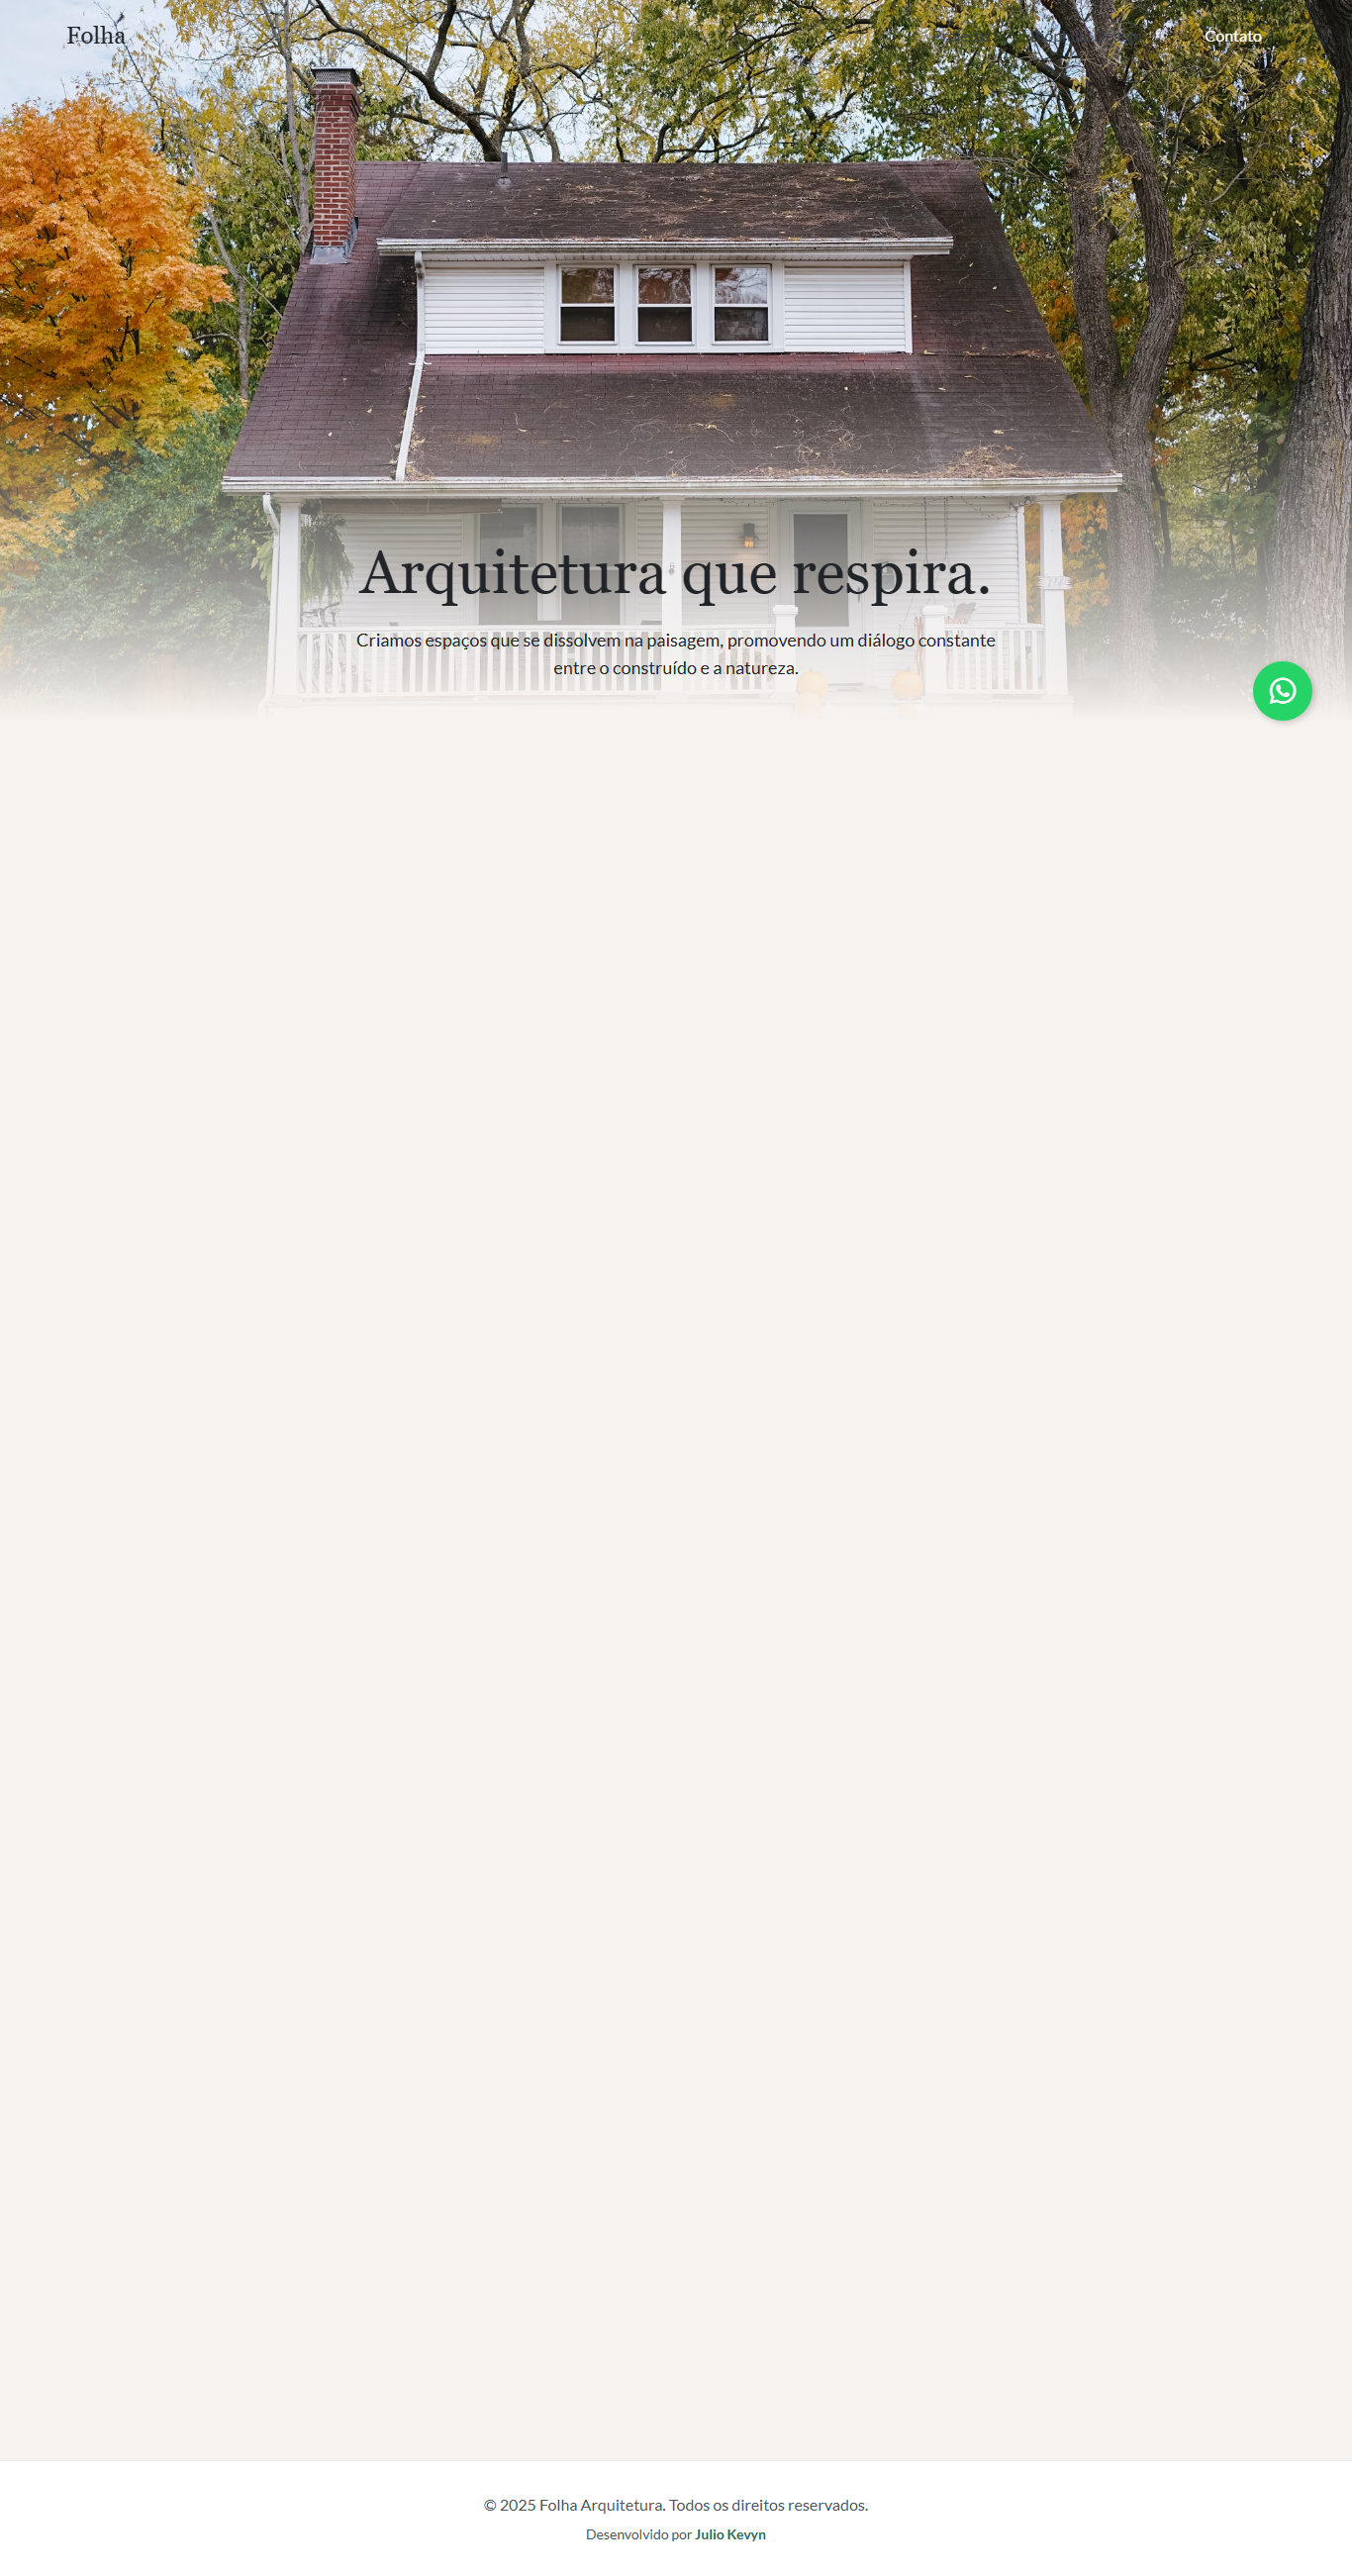 Folha
Contato
Arquitetura que respira.
Criamos espaços que se dissolvem na paisagem, promovendo um diálogo constante
entre o construído e a natureza.
© 2025 Folha Arquitetura. Todos os direitos reservados.
Desenvolvido por Julio Kevyn